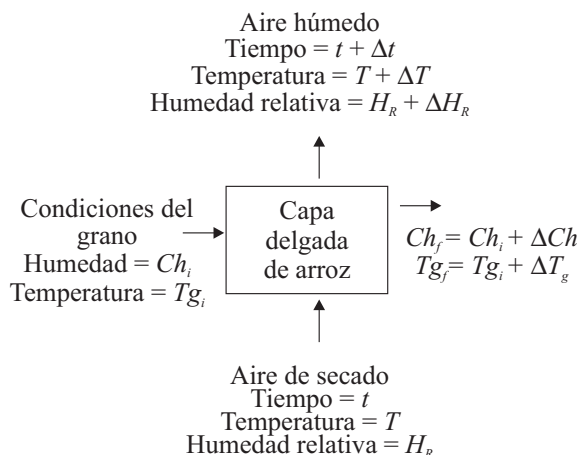 Aire húmedo
Tiempo = t + Δt
Temperatura = T + ΔT
Humedad relativa = H_R + ΔH_R
Condiciones del
grano
Humedad = Ch_i
Temperatura = Tg_i
Capa
delgada
de arroz
Ch_f = Ch_i + ΔCh
Tg_f = Tg_i + ΔT_g
Aire de secado
Tiempo = t
Temperatura = T
Humedad relativa = H_R